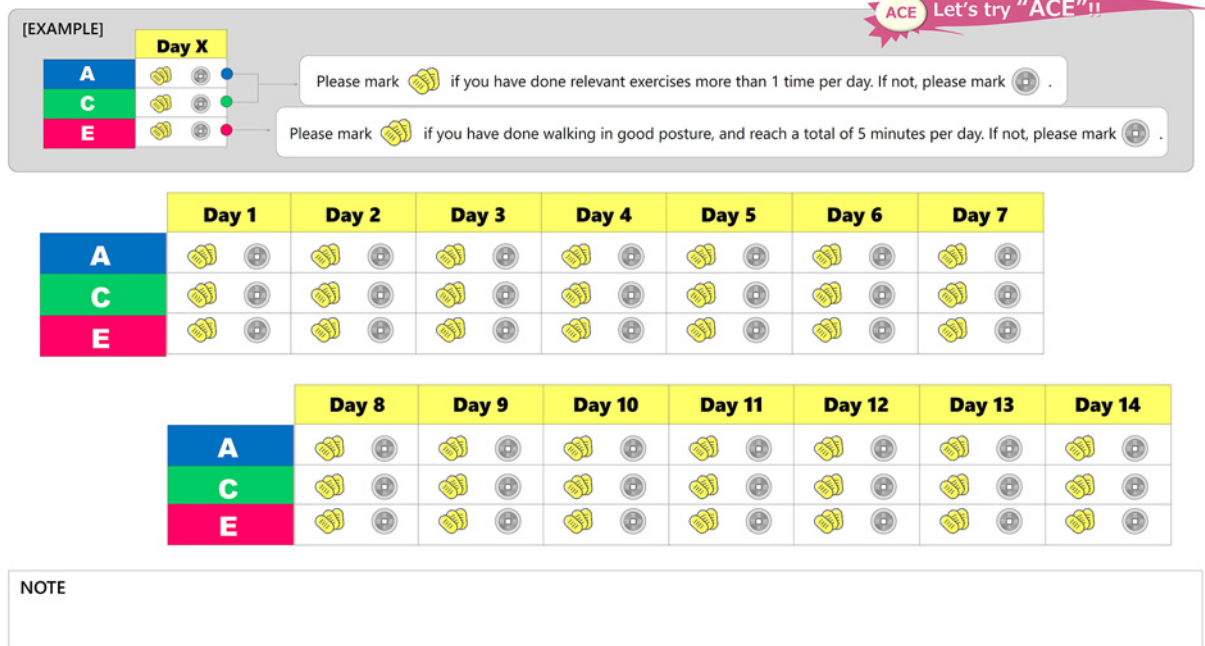 ACE Let's try "ACE"!!
[EXAMPLE]
Day X
A
C
E
Please mark if you have done relevant exercises more than 1 time per day. If not, please mark .
Please mark if you have done walking in good posture, and reach a total of 5 minutes per day. If not, please mark .
Day 1 Day 2 Day 3 Day 4 Day 5 Day 6 Day 7
A
C
E
Day 8 Day 9 Day 10 Day 11 Day 12 Day 13 Day 14
A
C
E
NOTE